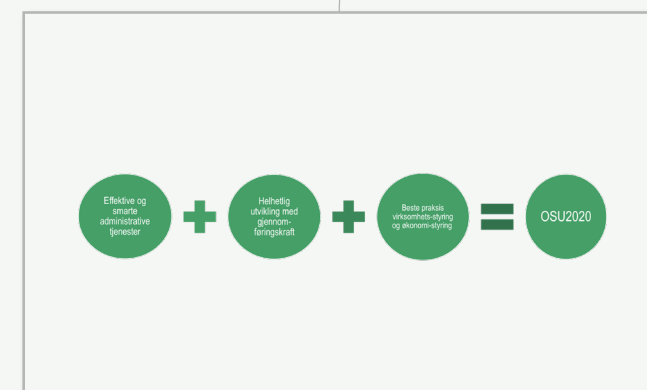 Effektive og
smarte
administrative
tjenester
Helhetlig
utvikling med
gjennom-
føringskraft
Beste praksis
virksomhets-styring
og økonomi-styring
OSU2020